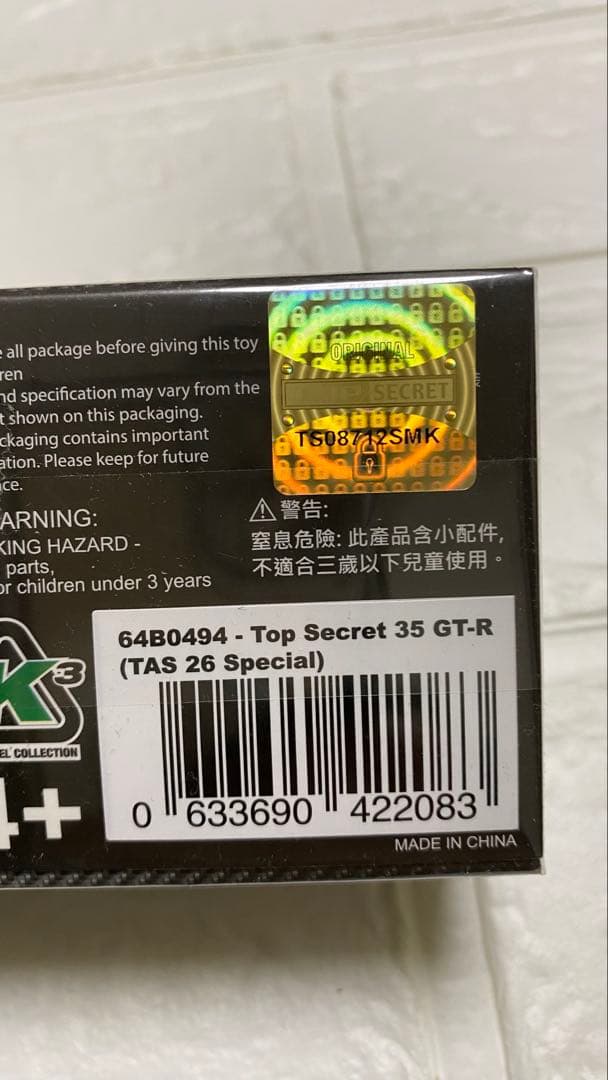 all package before giving this toy
ren
nd specification may vary from the
t shown on this packaging.
ckaging contains important
ation. Please keep for future
ce.
ORIGINAL
SECRET
TS08712SMK
ARNING:
KING HAZARD -
parts,
or children under 3 years
⚠警告:
窒息危險: 此產品含小配件,
不適合三歲以下兒童使用。
64B0494 - Top Secret 35 GT-R
(TAS 26 Special)
0 633690 422083
K3
EL COLLECTION
4+
MADE IN CHINA